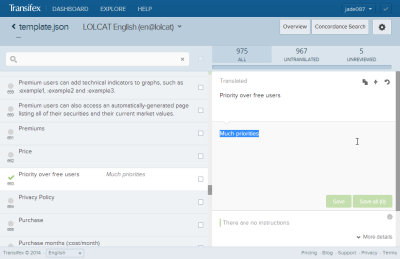 Transifex DASHBOARD EXPLORE HELP jade087
template.json LOLCAT English (en@lolcat) Overview Concordance Search
...
975 967 5
ALL UNTRANSLATED UNREVIEWED
Premium users can add technical indicators to graphs, such as
:example1, :example2 and :example3.
Premium users can also access an automatically-generated page
listing all of their securities and their current market values.
Premiums
Price
Priority over free users Much priorities
Privacy Policy
Purchase
Purchase months (cost/month)
Translated
Priority over free users
Much priorities
Save Save all
There are no instructions
More details
Transifex © 2014 English Pricing Blog Support Privacy Terms